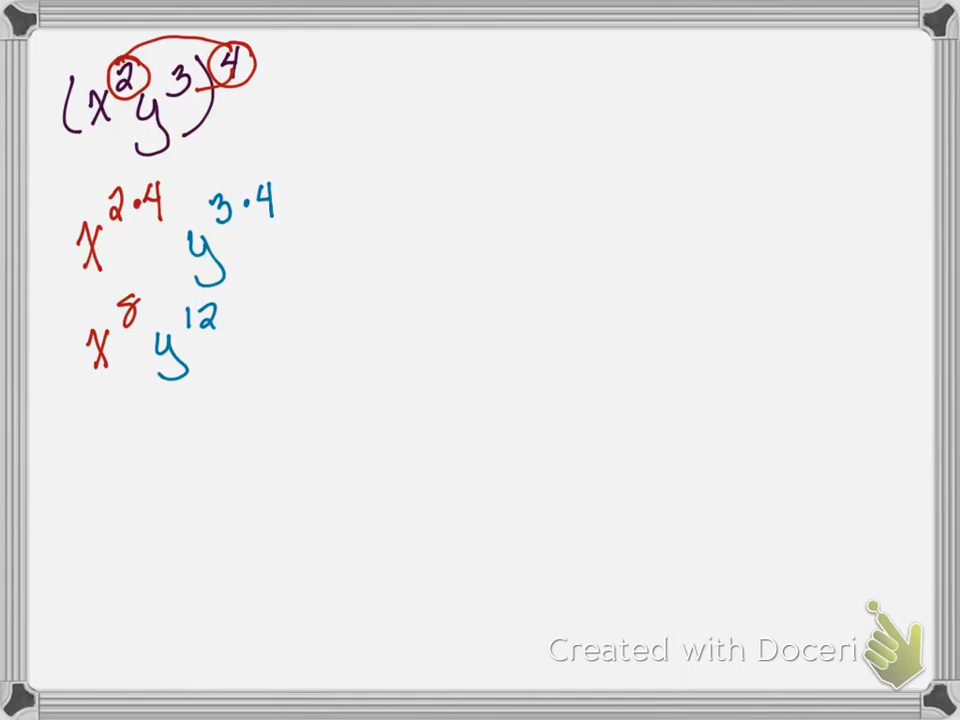 (x²y³)⁴
x²·⁴ y³·⁴
x⁸ y¹²
Created with Doceri